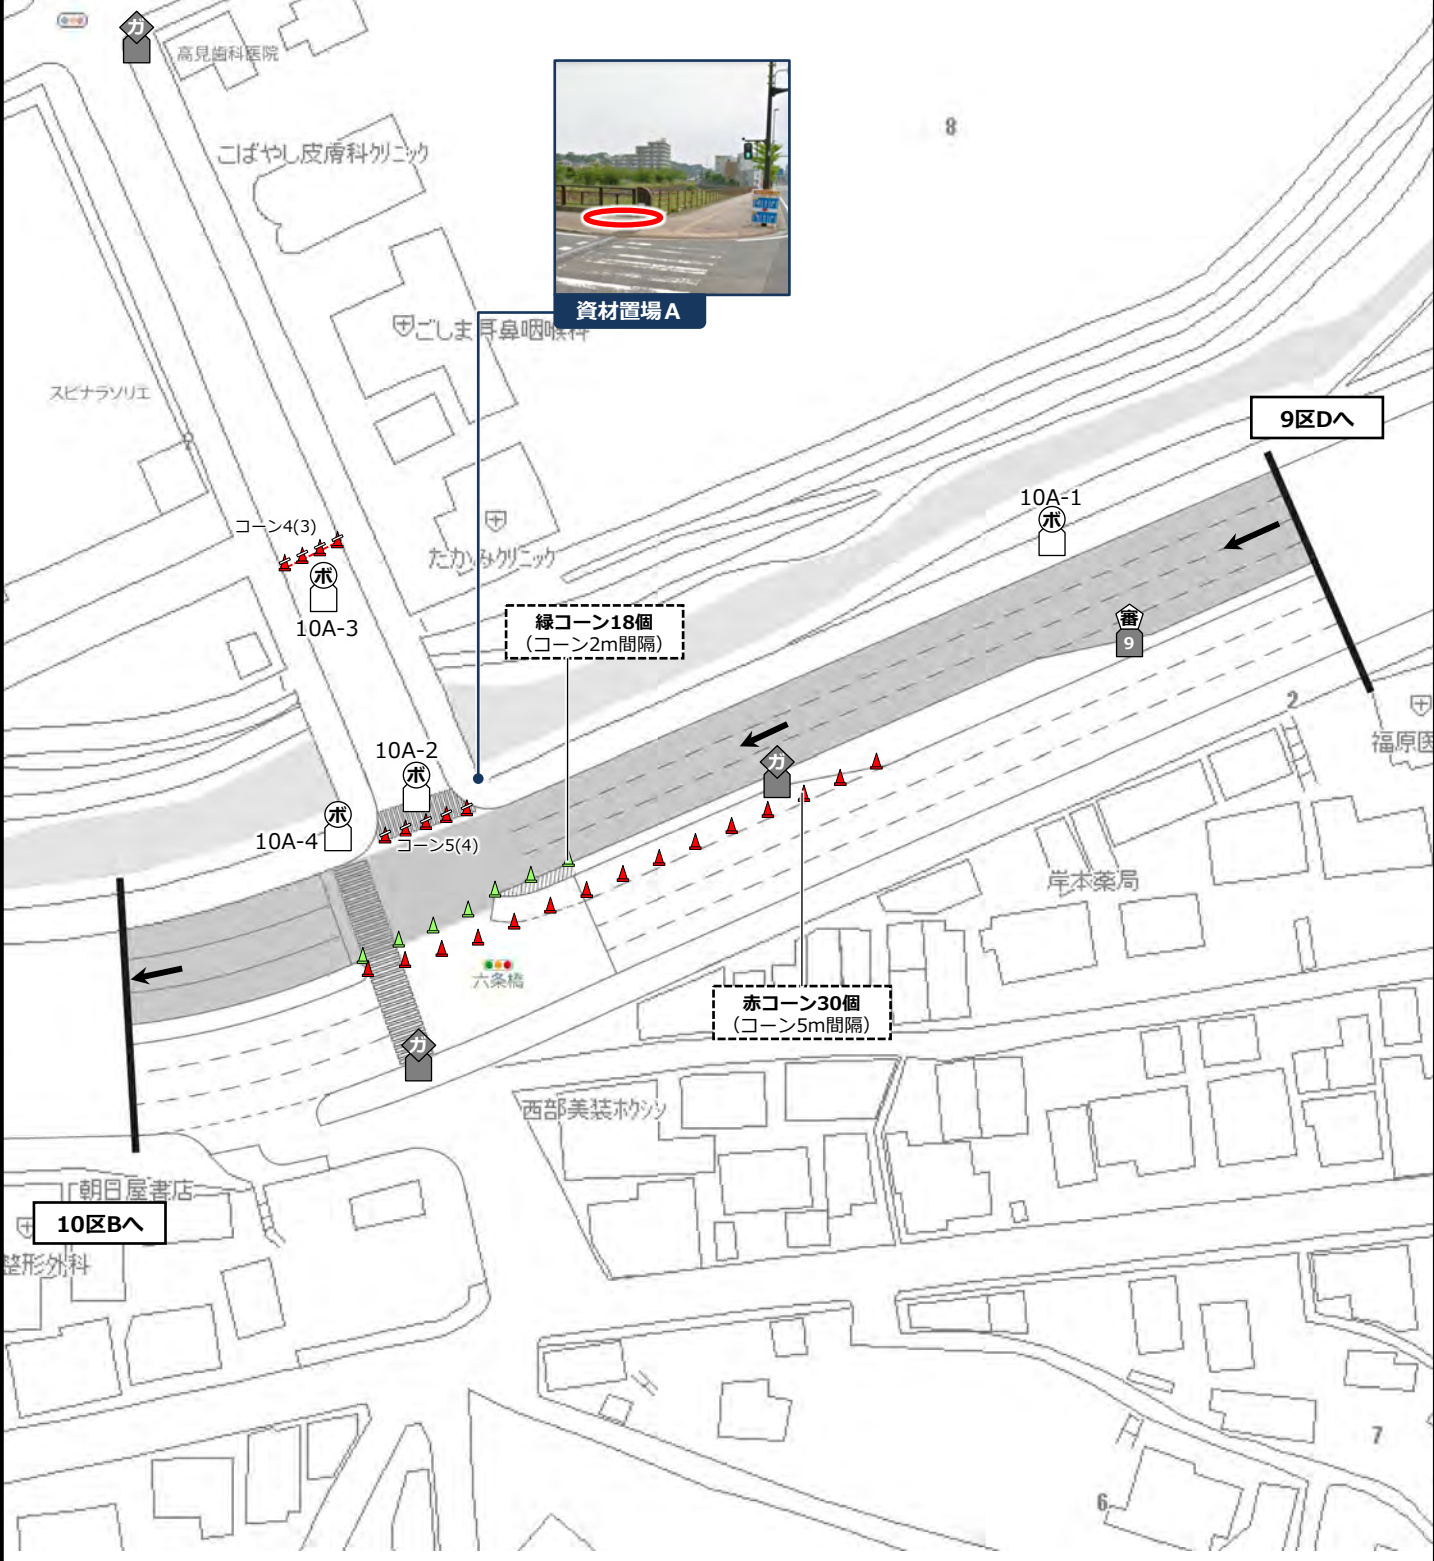 ガ
高見歯科医院
こばやし皮膚科クリニック
8
資材置場A
ごしま耳鼻咽喉科
スピナラソリエ
9区Dへ
10A-1
ボ
コーン4(3)
ボ
10A-3
たかみクリニック
緑コーン18個
（コーン2m間隔）
審
9
2
福原医
10A-2
ボ
ガ
ボ
10A-4
コーン5(4)
岸本薬局
六条橋
赤コーン30個
（コーン5m間隔）
ガ
西部美装ホクシン
朝日屋書店
10区Bへ
整形外科
7
6